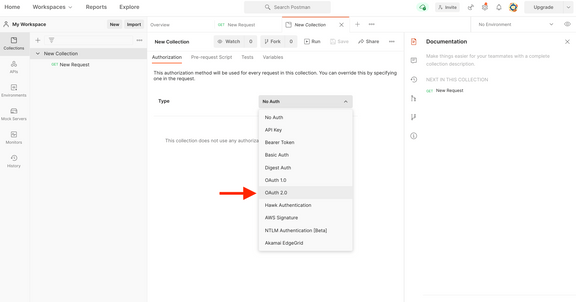 Home Workspaces Reports Explore Search Postman Invite Upgrade
My Workspace New Import Overview GET New Request New Collection No Environment
Collections
APIs
Environments
Mock Servers
Monitors
History
New Collection
GET New Request
New Collection Watch 0 Fork 0 Run Save Share
Authorization Pre-request Script Tests Variables
This authorization method will be used for every request in this collection. You can override this by specifying
one in the request.
Type No Auth
This collection does not use any authoriza
No Auth
API Key
Bearer Token
Basic Auth
Digest Auth
OAuth 1.0
OAuth 2.0
Hawk Authentication
AWS Signature
NTLM Authentication [Beta]
Akamai EdgeGrid
Documentation
Make things easier for your teammates with a complete
collection description.
NEXT IN THIS COLLECTION
GET New Request